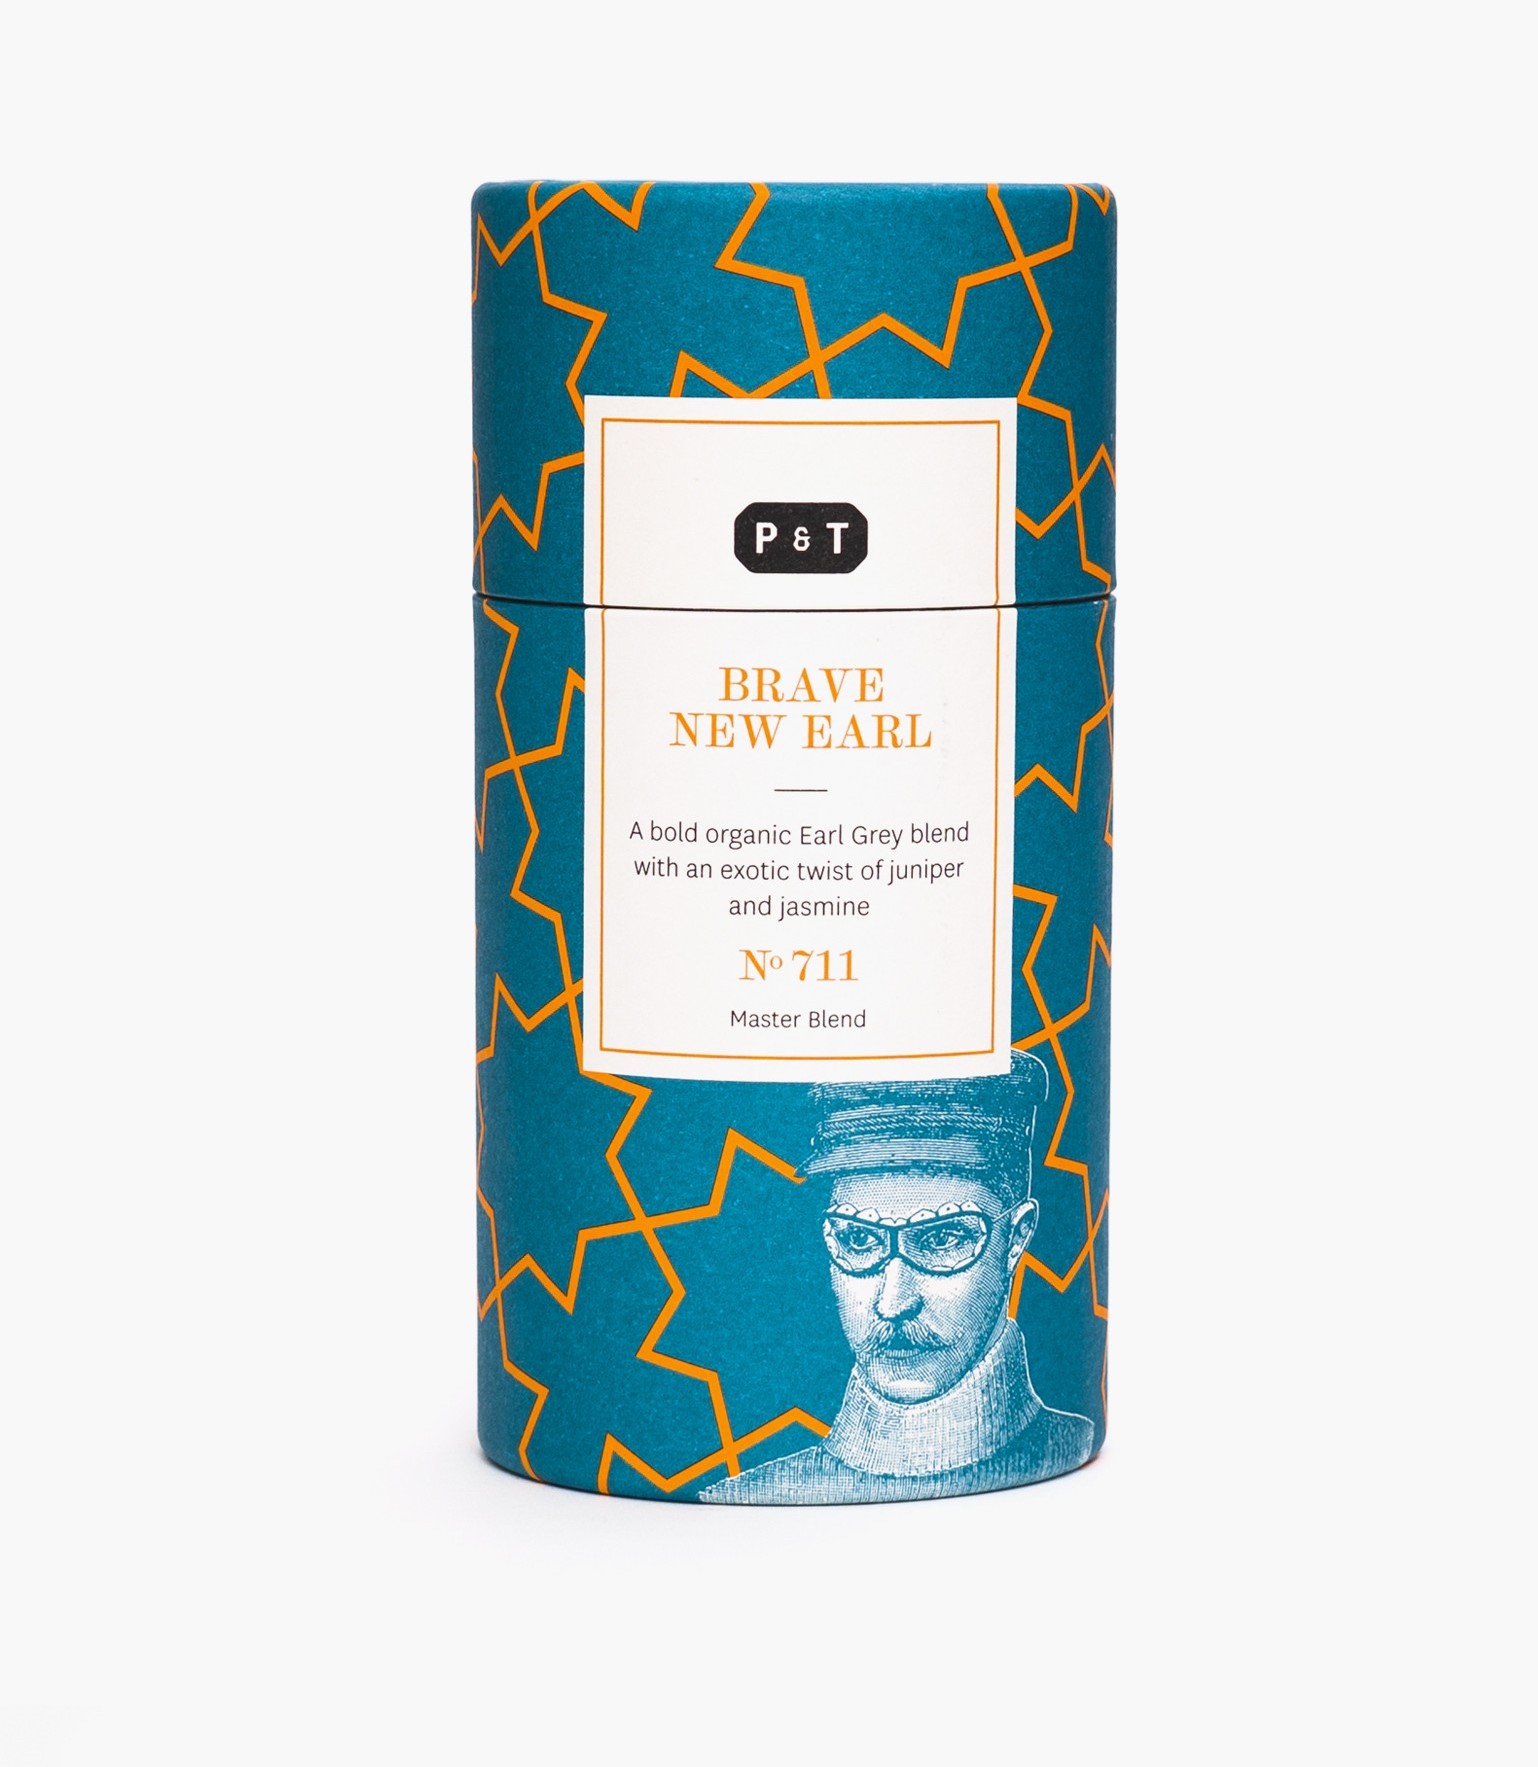 P & T
BRAVE
NEW EARL
A bold organic Earl Grey blend
with an exotic twist of juniper
and jasmine
Nº 711
Master Blend